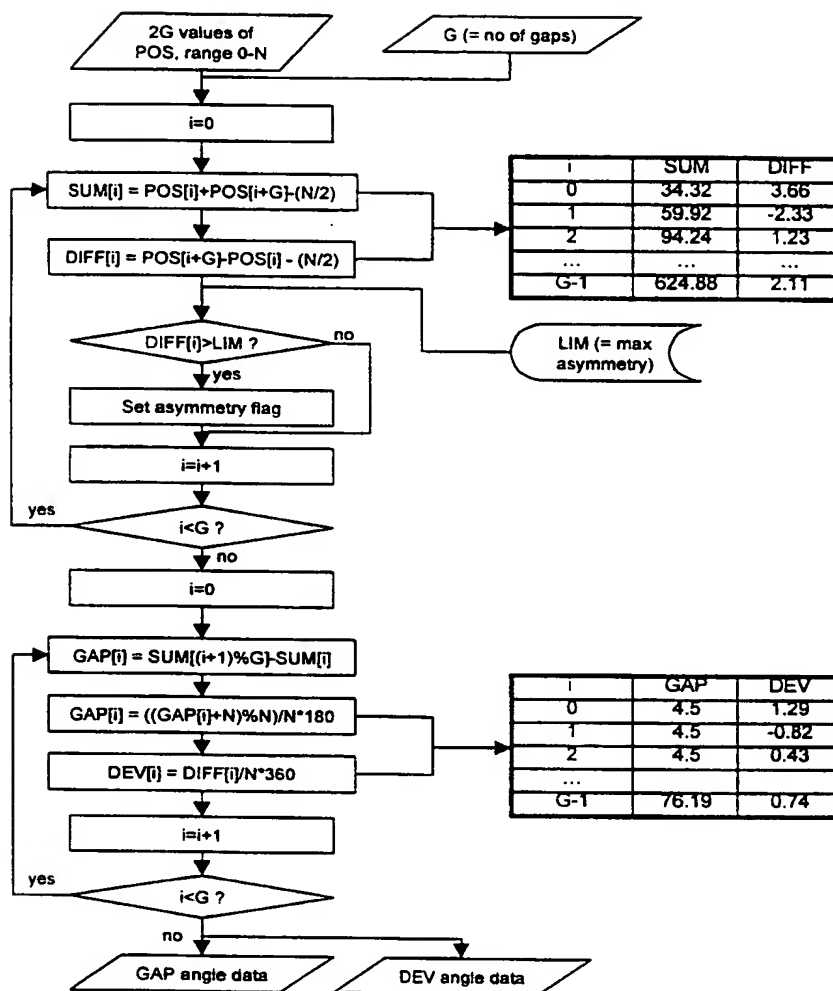 2G values of
POS, range 0-N
G (= no of gaps)
i=0
SUM[i] = POS[i]+POS[i+G]-(N/2)
DIFF[i] = POS[i+G]-POS[i] - (N/2)
i SUM DIFF
0 34.32 3.66
1 59.92 -2.33
2 94.24 1.23
... ... ...
G-1 624.88 2.11
DIFF[i]>LIM ?
no
yes
LIM (= max
asymmetry)
Set asymmetry flag
i=i+1
yes
i<G ?
no
i=0
GAP[i] = SUM[(i+1)%G]-SUM[i]
GAP[i] = ((GAP[i]+N)%N)/N*180
DEV[i] = DIFF[i]/N*360
i GAP DEV
0 4.5 1.29
1 4.5 -0.82
2 4.5 0.43
...
G-1 76.19 0.74
i=i+1
yes
i<G ?
no
GAP angle data
DEV angle data